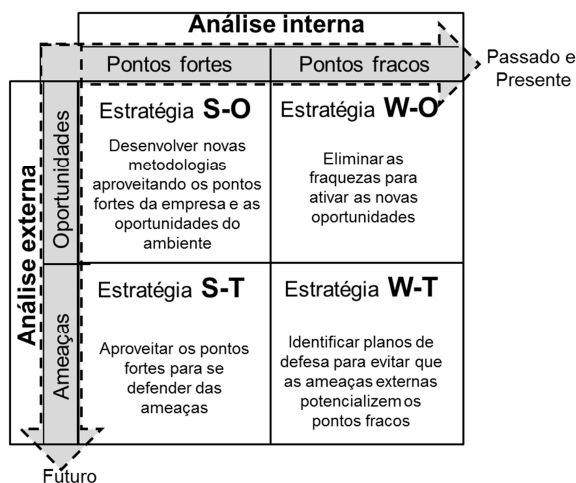 Análise interna
Pontos fortes
Pontos fracos
Passado e
Presente
Análise externa
Oportunidades
Estratégia S-O
Desenvolver novas
metodologias
aproveitando os pontos
fortes da empresa e as
oportunidades do
ambiente
Estratégia W-O
Eliminar as
fraquezas para
ativar as novas
oportunidades
Ameaças
Estratégia S-T
Aproveitar os pontos
fortes para se
defender das
ameaças
Estratégia W-T
Identificar planos de
defesa para evitar que
as ameaças externas
potencializem os
pontos fracos
Futuro